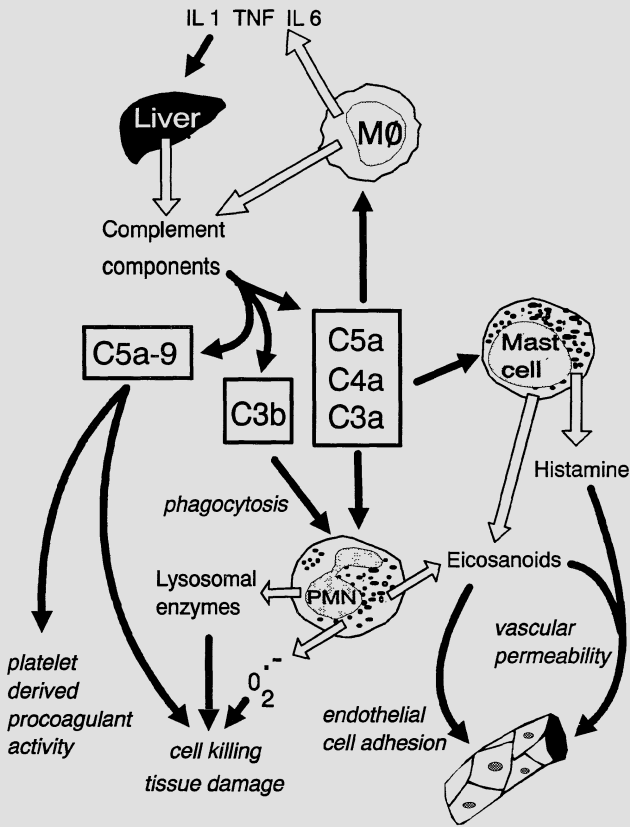 IL 1 TNF IL 6
Liver
MØ
Complement
components
C5a-9
C3b
C5a
C4a
C3a
Mast
cell
Histamine
phagocytosis
Eicosanoids
Lysosomal
enzymes
PMN
vascular
permeability
O₂·⁻
platelet
derived
procoagulant
activity
endothelial
cell adhesion
cell killing
tissue damage